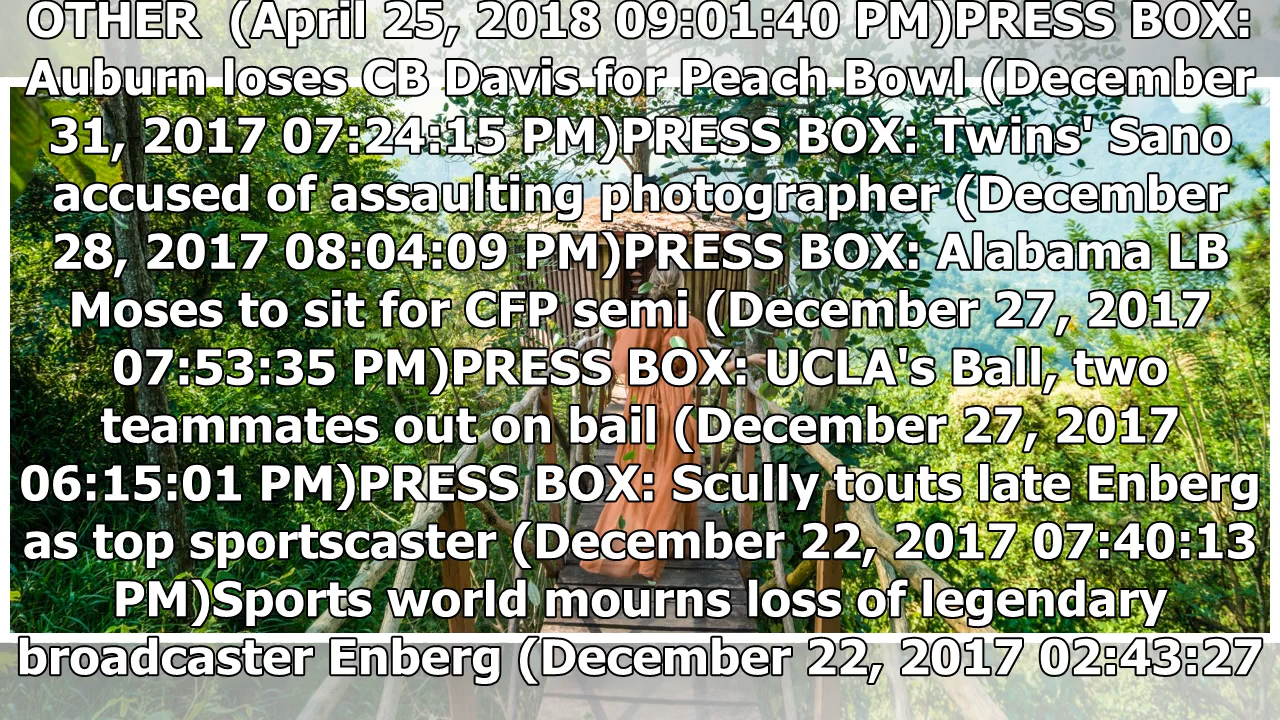 OTHER  (April 25, 2018 09:01:40 PM)PRESS BOX:
Auburn loses CB Davis for Peach Bowl (December
31, 2017 07:24:15 PM)PRESS BOX: Twins' Sano
accused of assaulting photographer (December
28, 2017 08:04:09 PM)PRESS BOX: Alabama LB
Moses to sit for CFP semi (December 27, 2017
07:53:35 PM)PRESS BOX: UCLA's Ball, two
teammates out on bail (December 27, 2017
06:15:01 PM)PRESS BOX: Scully touts late Enberg
as top sportscaster (December 22, 2017 07:40:13
PM)Sports world mourns loss of legendary
broadcaster Enberg (December 22, 2017 02:43:27